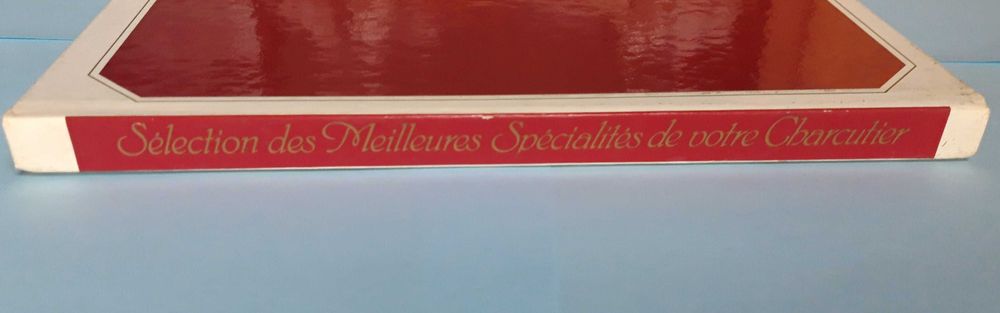 Sélection des Meilleures Spécialités de votre Charcutier